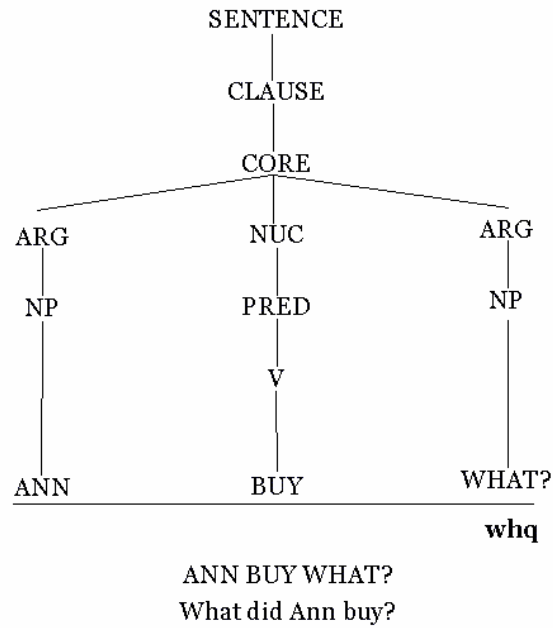 SENTENCE
CLAUSE
CORE
ARG NUC ARG
NP PRED NP
V
ANN BUY WHAT?
whq
ANN BUY WHAT?
What did Ann buy?